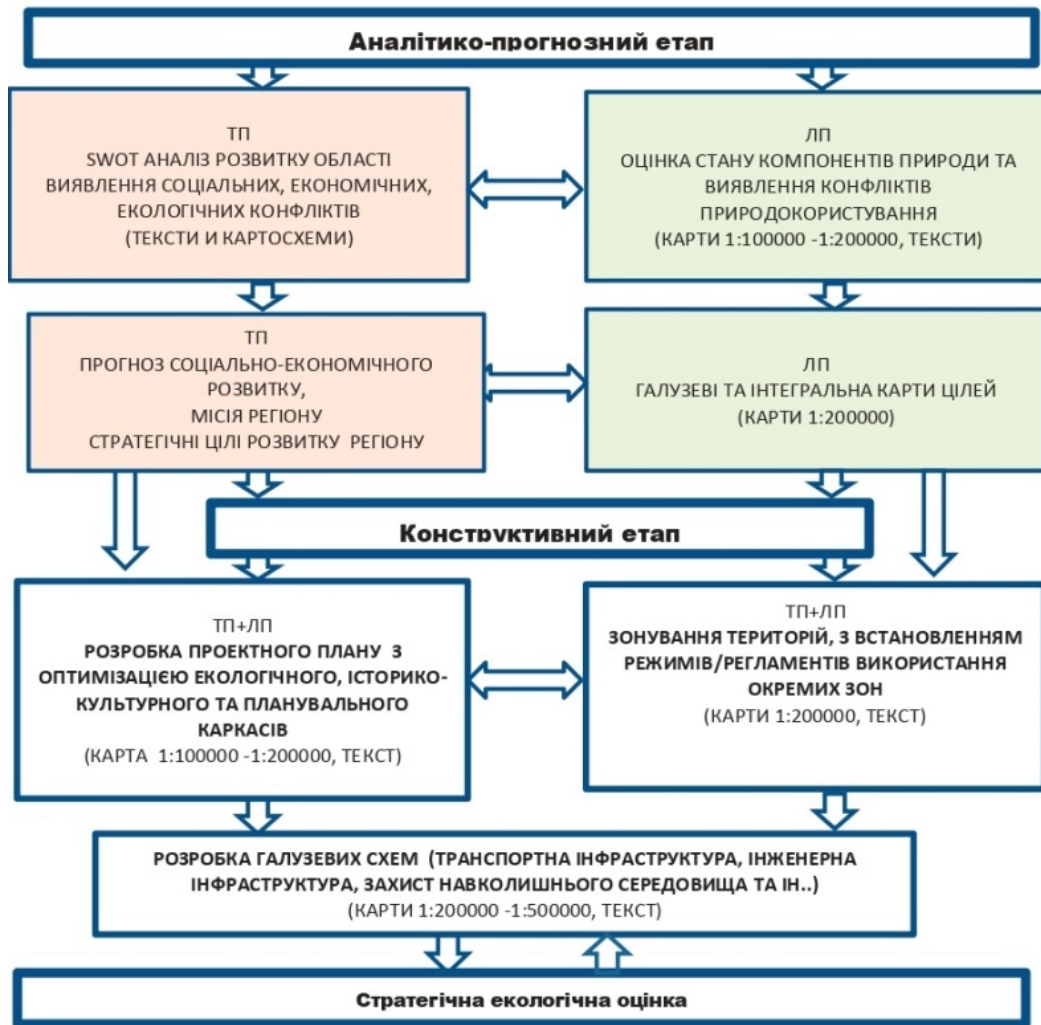 Аналітико-прогнозний етап
ТП
SWOT АНАЛІЗ РОЗВИТКУ ОБЛАСТІ
ВИЯВЛЕННЯ СОЦІАЛЬНИХ, ЕКОНОМІЧНИХ,
ЕКОЛОГІЧНИХ КОНФЛІКТІВ
(ТЕКСТИ И КАРТОСХЕМИ)
ЛП
ОЦІНКА СТАНУ КОМПОНЕНТІВ ПРИРОДИ ТА
ВИЯВЛЕННЯ КОНФЛІКТІВ
ПРИРОДОКОРИСТУВАННЯ
(КАРТИ 1:100000 -1:200000, ТЕКСТИ)
ТП
ПРОГНОЗ СОЦІАЛЬНО-ЕКОНОМІЧНОГО
РОЗВИТКУ,
МІСІЯ РЕГІОНУ
СТРАТЕГІЧНІ ЦІЛІ РОЗВИТКУ РЕГІОНУ
ЛП
ГАЛУЗЕВІ ТА ІНТЕГРАЛЬНА КАРТИ ЦІЛЕЙ
(КАРТИ 1:200000)
Конструктивний етап
ТП+ЛП
РОЗРОБКА ПРОЕКТНОГО ПЛАНУ З
ОПТИМІЗАЦІЄЮ ЕКОЛОГІЧНОГО, ІСТОРИКО-
КУЛЬТУРНОГО ТА ПЛАНУВАЛЬНОГО
КАРКАСІВ
(КАРТА 1:100000 -1:200000, ТЕКСТ)
ТП+ЛП
ЗОНУВАННЯ ТЕРИТОРІЙ, З ВСТАНОВЛЕННЯМ
РЕЖИМІВ/РЕГЛАМЕНТІВ ВИКОРИСТАННЯ
ОКРЕМИХ ЗОН
(КАРТИ 1:200000, ТЕКСТ)
РОЗРОБКА ГАЛУЗЕВИХ СХЕМ (ТРАНСПОРТНА ІНФРАСТРУКТУРА, ІНЖЕНЕРНА
ІНФРАСТРУКТУРА, ЗАХИСТ НАВКОЛИШНЬОГО СЕРЕДОВИЩА ТА ІН..)
(КАРТИ 1:200000 -1:500000, ТЕКСТ)
Стратегічна екологічна оцінка